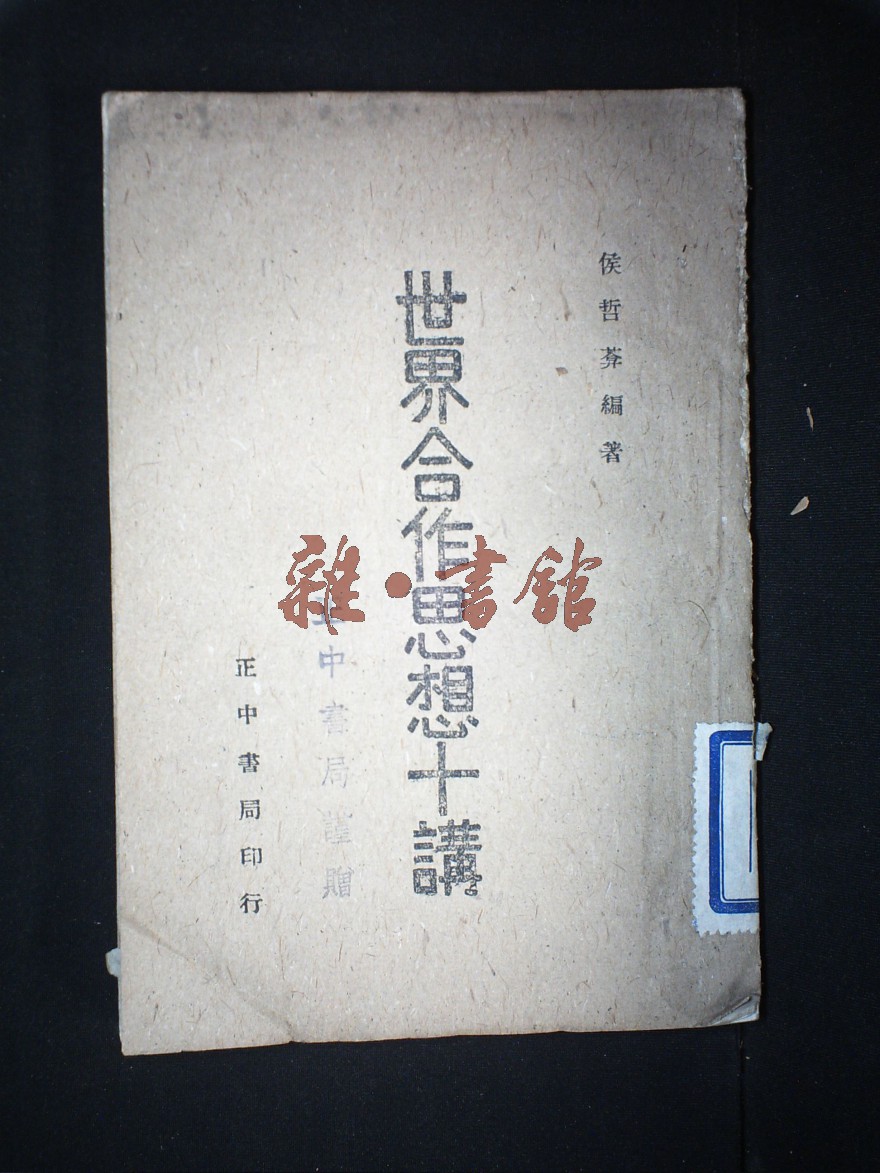 侯哲葊編著
世界合作思想十講
正中書局謹贈
正中書局印行
雜·書館